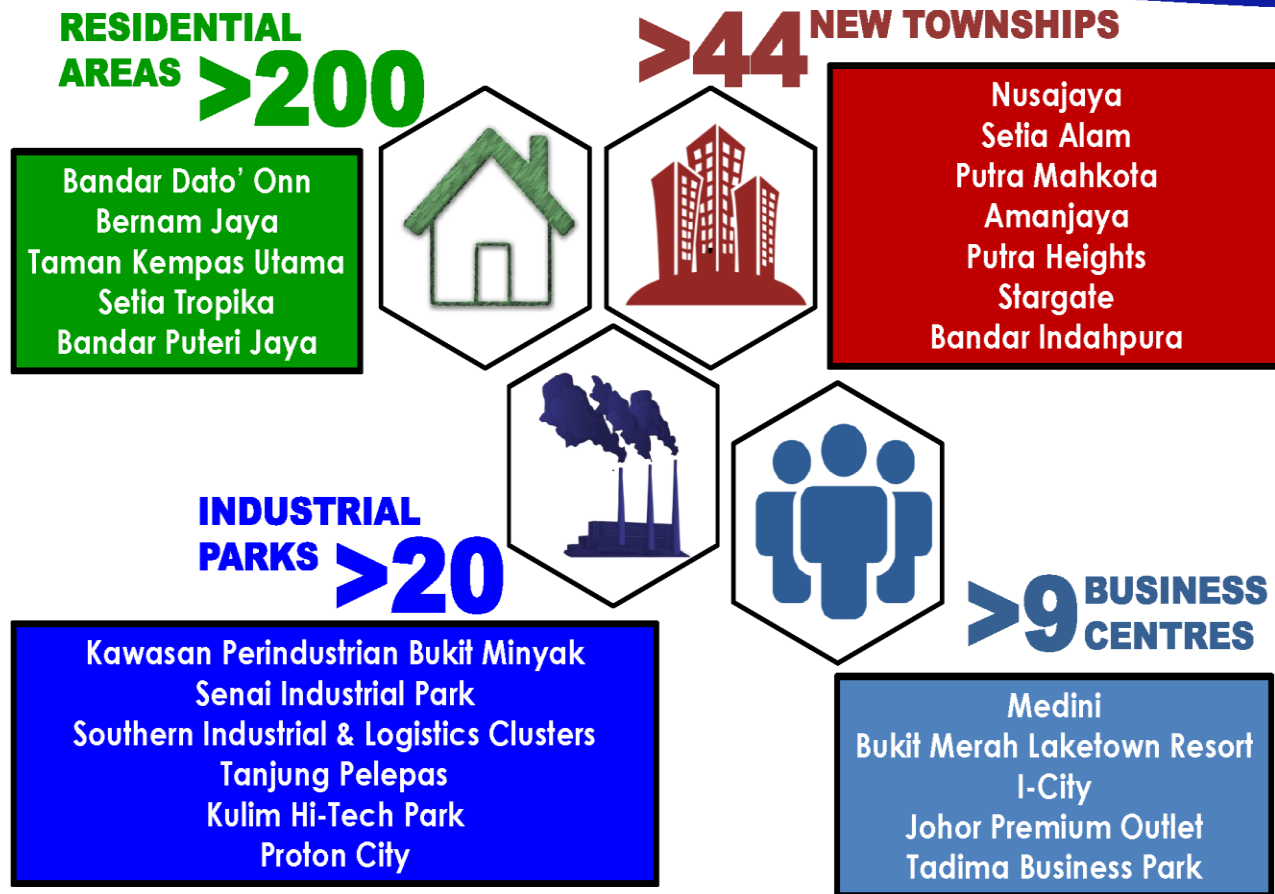 RESIDENTIAL
AREAS >200
Bandar Dato' Onn
Bernam Jaya
Taman Kempas Utama
Setia Tropika
Bandar Puteri Jaya
>44 NEW TOWNSHIPS
Nusajaya
Setia Alam
Putra Mahkota
Amanjaya
Putra Heights
Stargate
Bandar Indahpura
INDUSTRIAL
PARKS >20
Kawasan Perindustrian Bukit Minyak
Senai Industrial Park
Southern Industrial & Logistics Clusters
Tanjung Pelepas
Kulim Hi-Tech Park
Proton City
>9 BUSINESS
CENTRES
Medini
Bukit Merah Laketown Resort
I-City
Johor Premium Outlet
Tadima Business Park